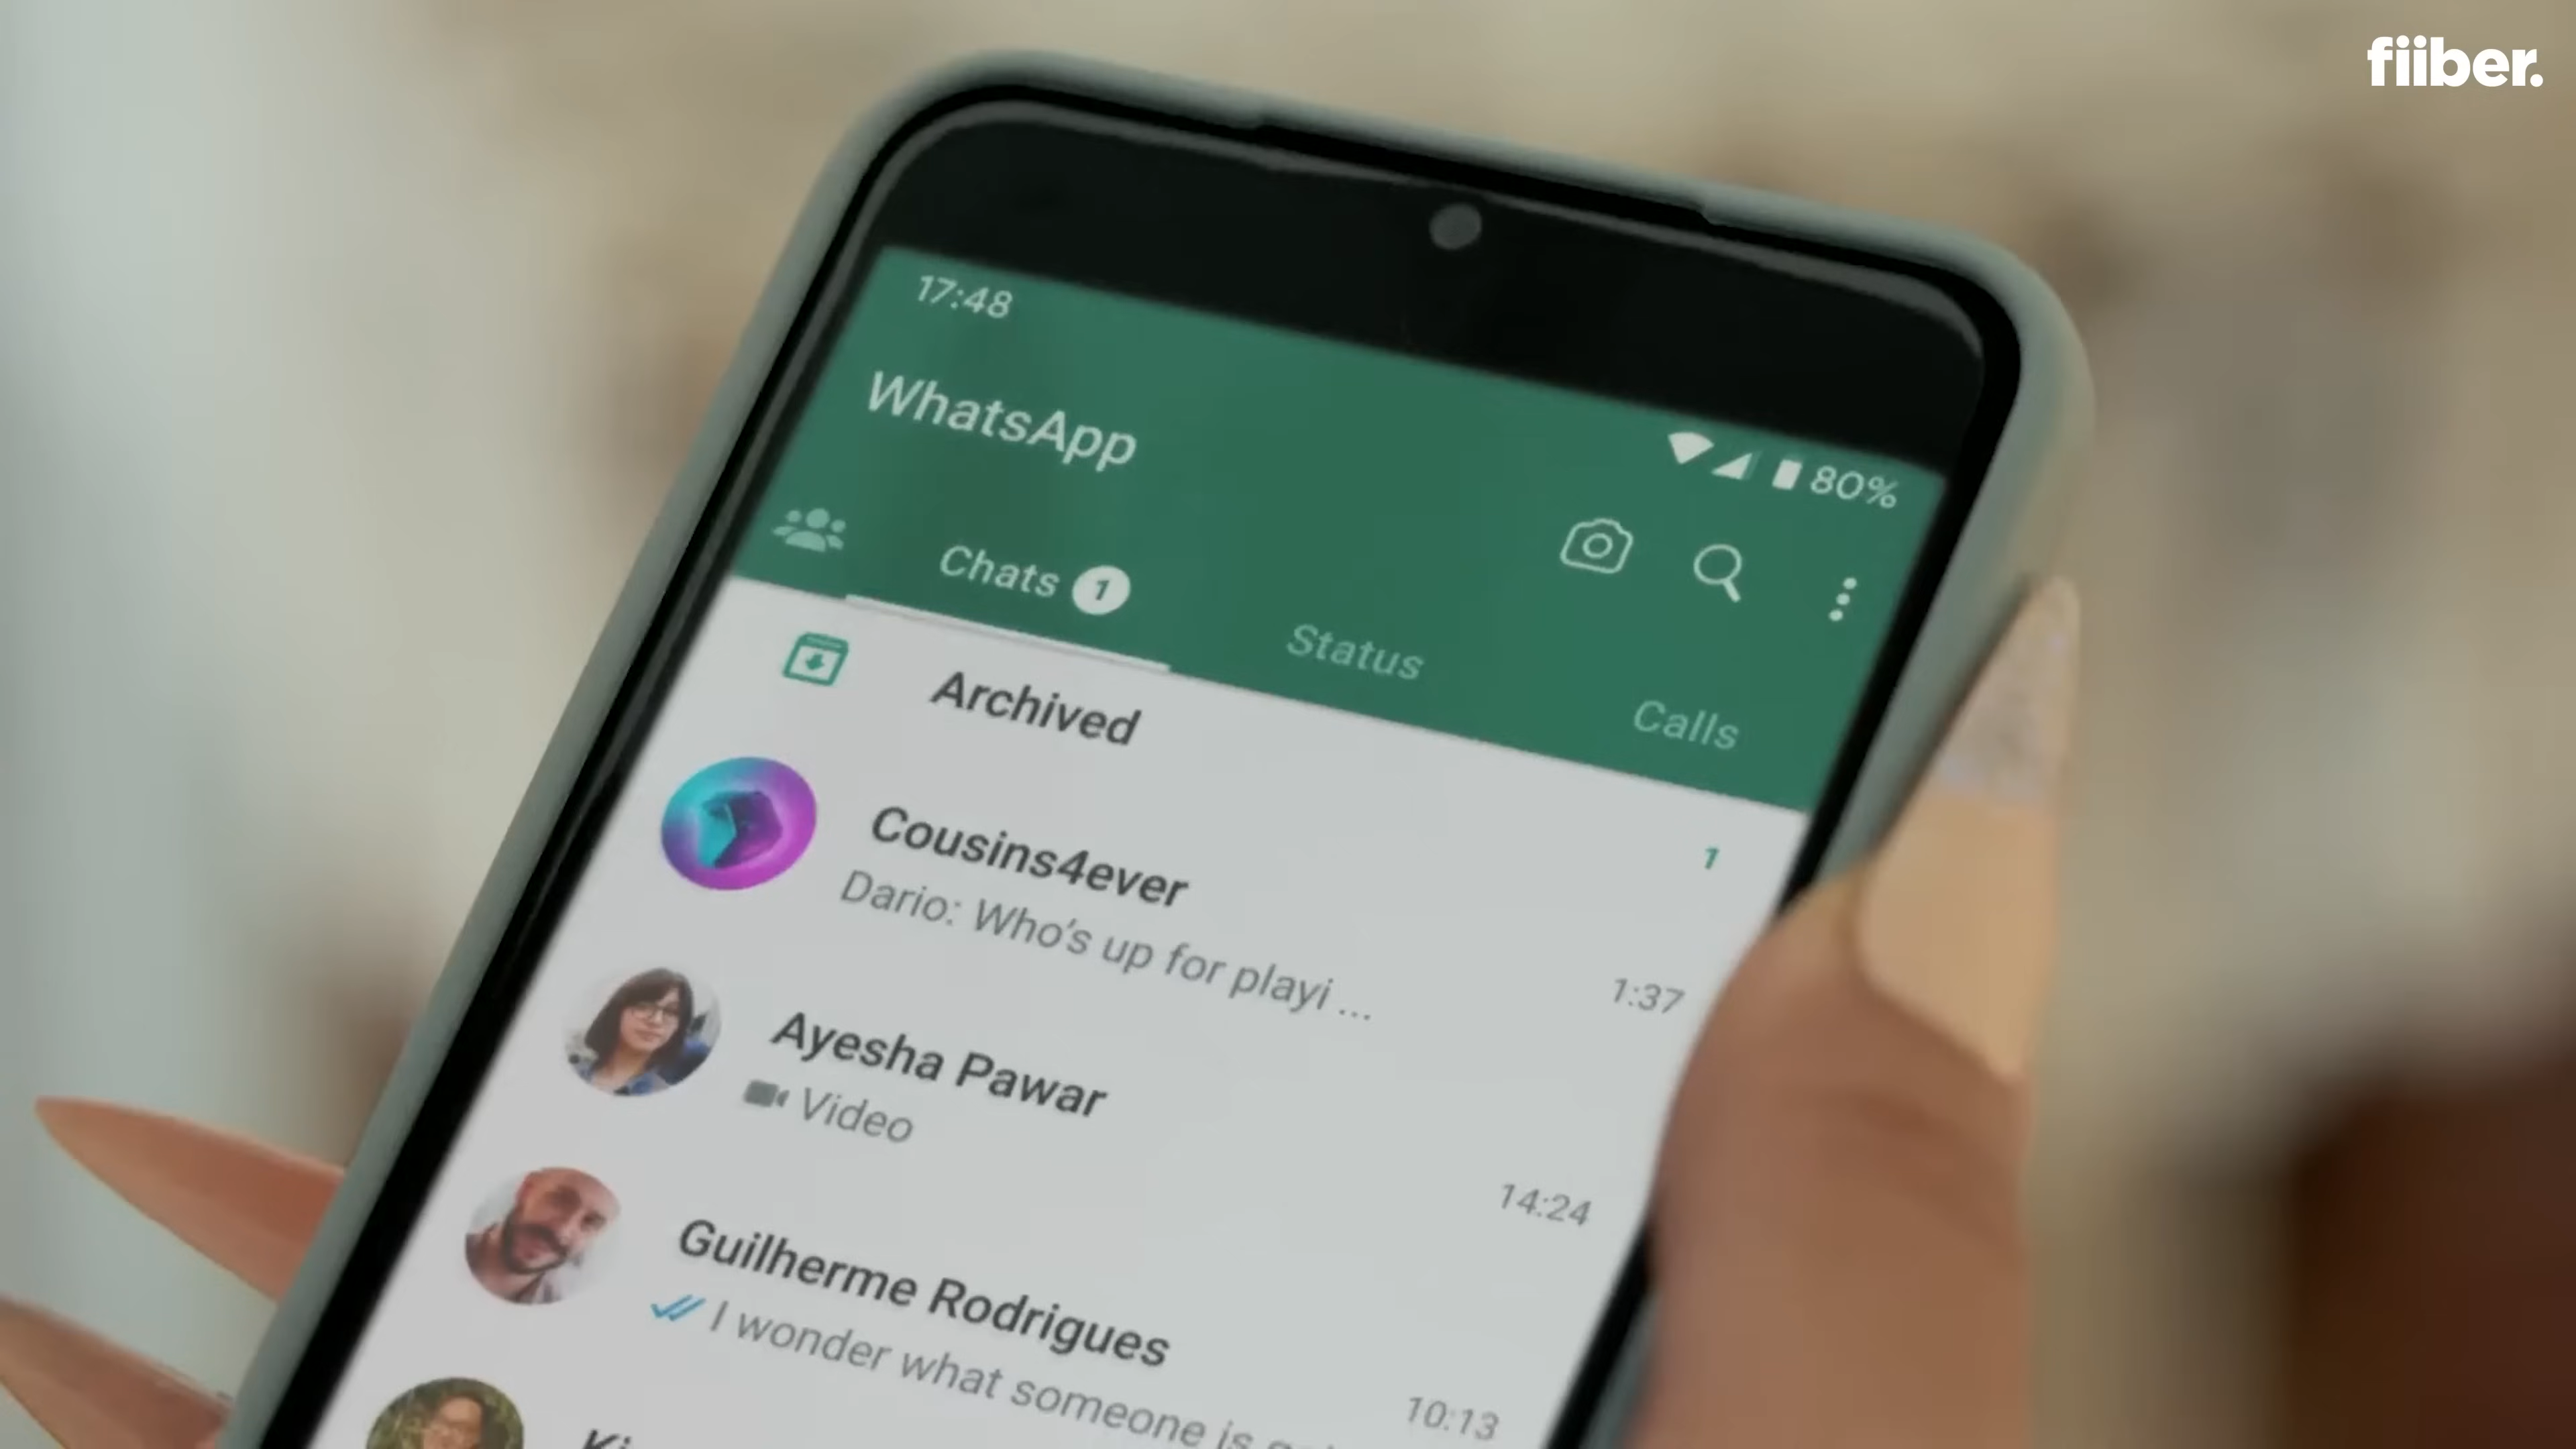 fiiber.
17:48
80%
WhatsApp
Chats 1
Status
Calls
Archived
1
Cousins4ever
1:37
Dario: Who's up for playi ...
Ayesha Pawar
14:24
Video
Guilherme Rodrigues
10:13
I wonder what someone is